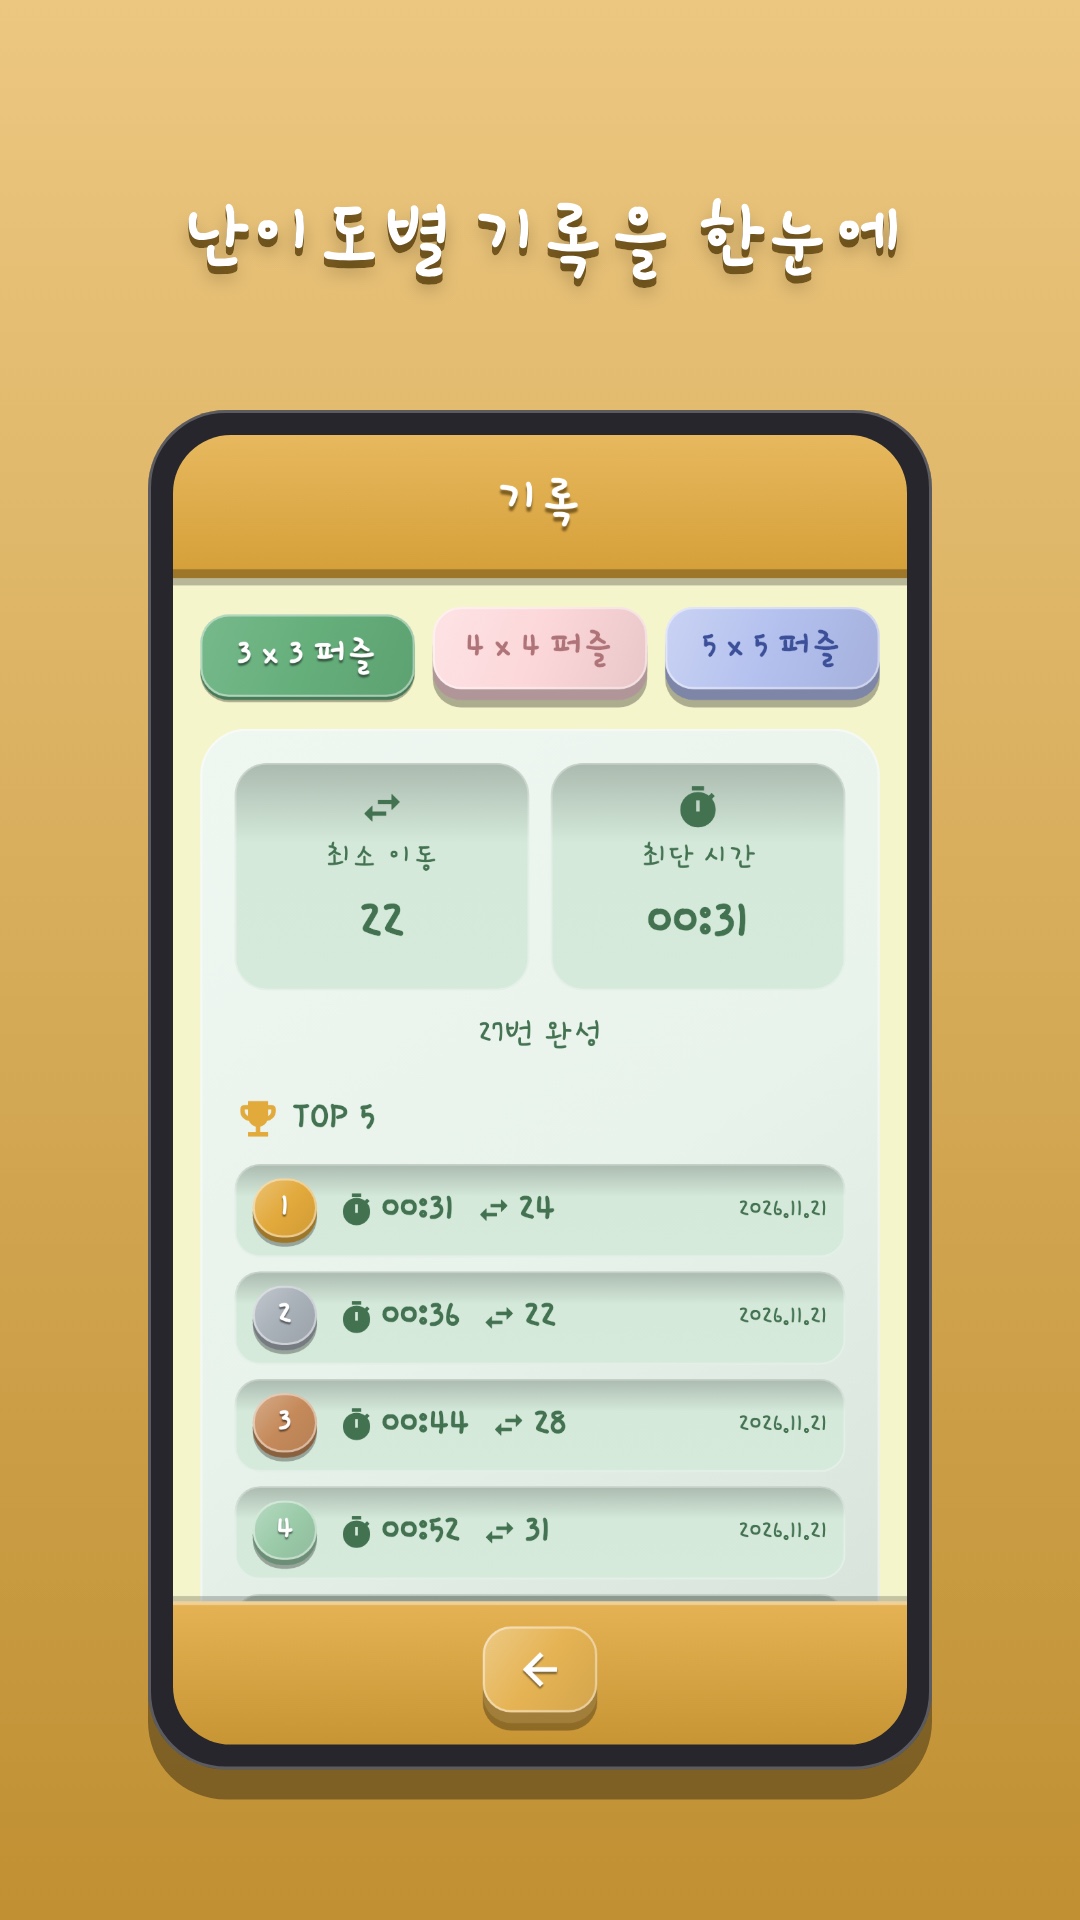 난이도별 기록을 한눈에
기록
3 x 3 퍼즐
4 x 4 퍼즐
5 x 5 퍼즐
최소 이동
22
최단 시간
00:31
27번 완성
TOP 5
1 00:31 24 2026.11.21
2 00:36 22 2026.11.21
3 00:44 28 2026.11.21
4 00:52 31 2026.11.21